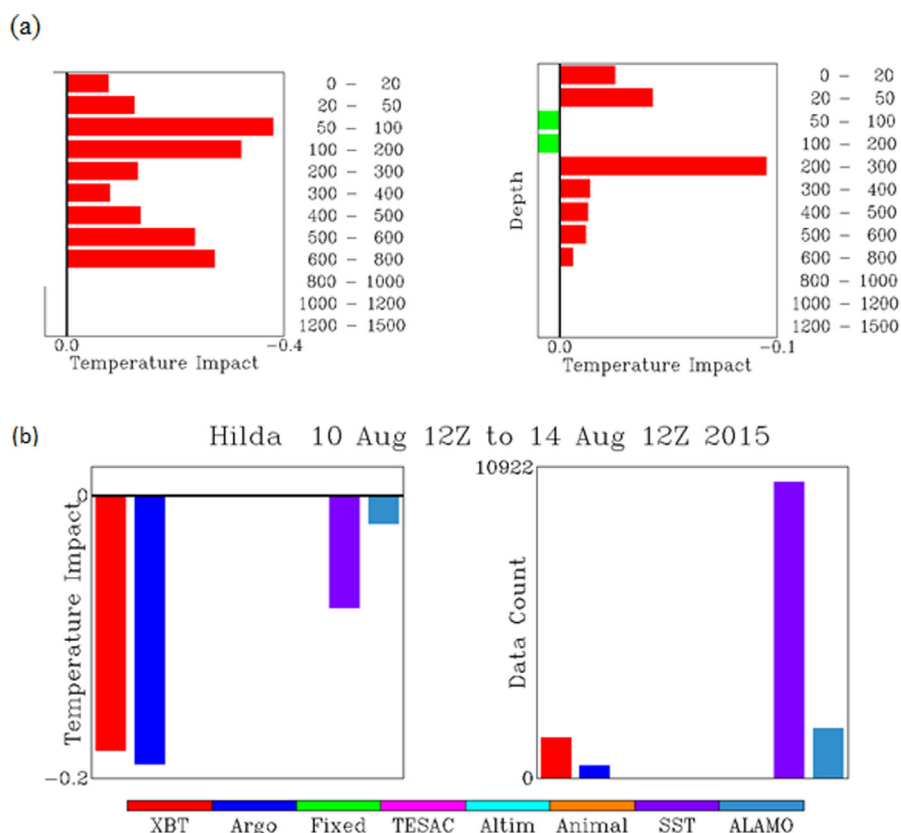 (a)
0 - 20
20 - 50
50 - 100
100 - 200
200 - 300
300 - 400
400 - 500
500 - 600
600 - 800
800 - 1000
1000 - 1200
1200 - 1500
0.0 -0.4
Temperature Impact
Depth
0 - 20
20 - 50
50 - 100
100 - 200
200 - 300
300 - 400
400 - 500
500 - 600
600 - 800
800 - 1000
1000 - 1200
1200 - 1500
0.0 -0.1
Temperature Impact
(b)
Hilda 10 Aug 12Z to 14 Aug 12Z 2015
0
Temperature Impact
-0.2
10922
Data Count
0
XBT Argo Fixed TESAC Altim Animal SST ALAMO